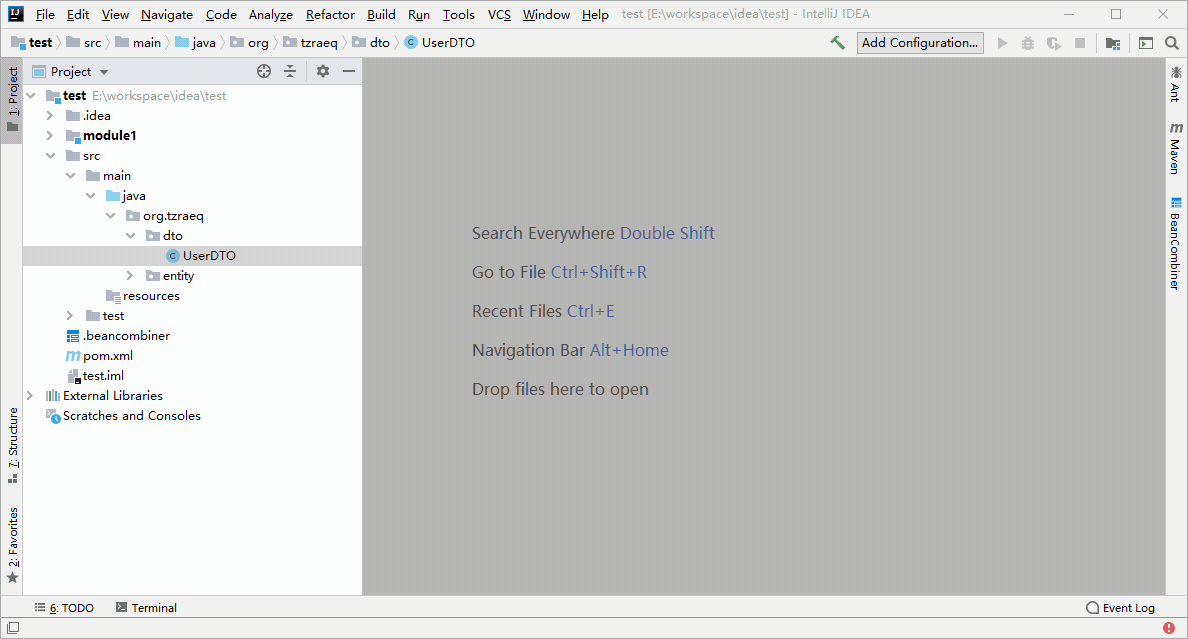 File Edit View Navigate Code Analyze Refactor Build Run Tools VCS Window Help test [E:\workspace\idea\test] - IntelliJ IDEA
test src main java org tzraeq dto UserDTO Add Configuration...
1: Project
Project
test E:\workspace\idea\test
.idea
module1
src
main
java
org.tzraeq
dto
UserDTO
entity
resources
test
.beancombiner
pom.xml
test.iml
External Libraries
Scratches and Consoles
7: Structure
2: Favorites
Search Everywhere Double Shift
Go to File Ctrl+Shift+R
Recent Files Ctrl+E
Navigation Bar Alt+Home
Drop files here to open
Ant
Maven
BeanCombiner
6: TODO Terminal Event Log